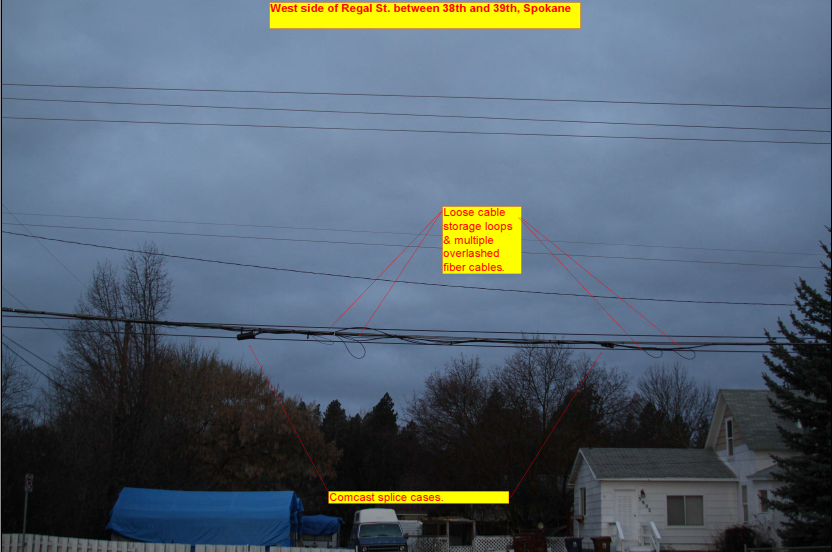 West side of Regal St. between 38th and 39th, Spokane
Loose cable
storage loops
& multiple
overlashed
fiber cables.
Comcast splice cases.